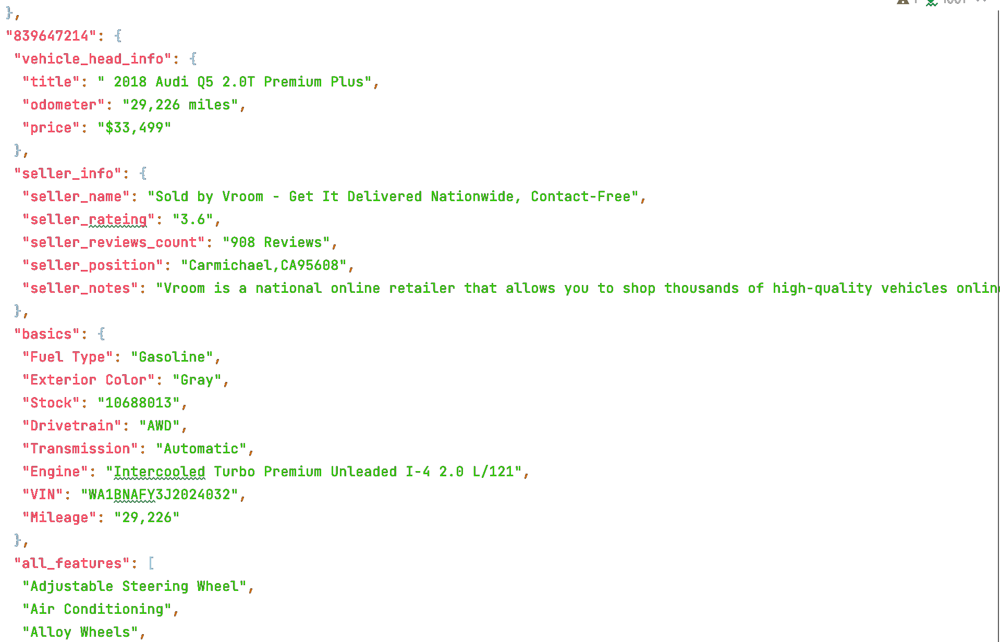 },
"839647214": {
"vehicle_head_info": {
"title": " 2018 Audi Q5 2.0T Premium Plus",
"odometer": "29,226 miles",
"price": "$33,499"
},
"seller_info": {
"seller_name": "Sold by Vroom - Get It Delivered Nationwide, Contact-Free",
"seller_rateing": "3.6",
"seller_reviews_count": "908 Reviews",
"seller_position": "Carmichael,CA95608",
"seller_notes": "Vroom is a national online retailer that allows you to shop thousands of high-quality vehicles
},
"basics": {
"Fuel Type": "Gasoline",
"Exterior Color": "Gray",
"Stock": "10688013",
"Drivetrain": "AWD",
"Transmission": "Automatic",
"Engine": "Intercooled Turbo Premium Unleaded I-4 2.0 L/121",
"VIN": "WA1BNAFY3J2024032",
"Mileage": "29,226"
},
"all_features": [
"Adjustable Steering Wheel",
"Air Conditioning",
"Alloy Wheels",